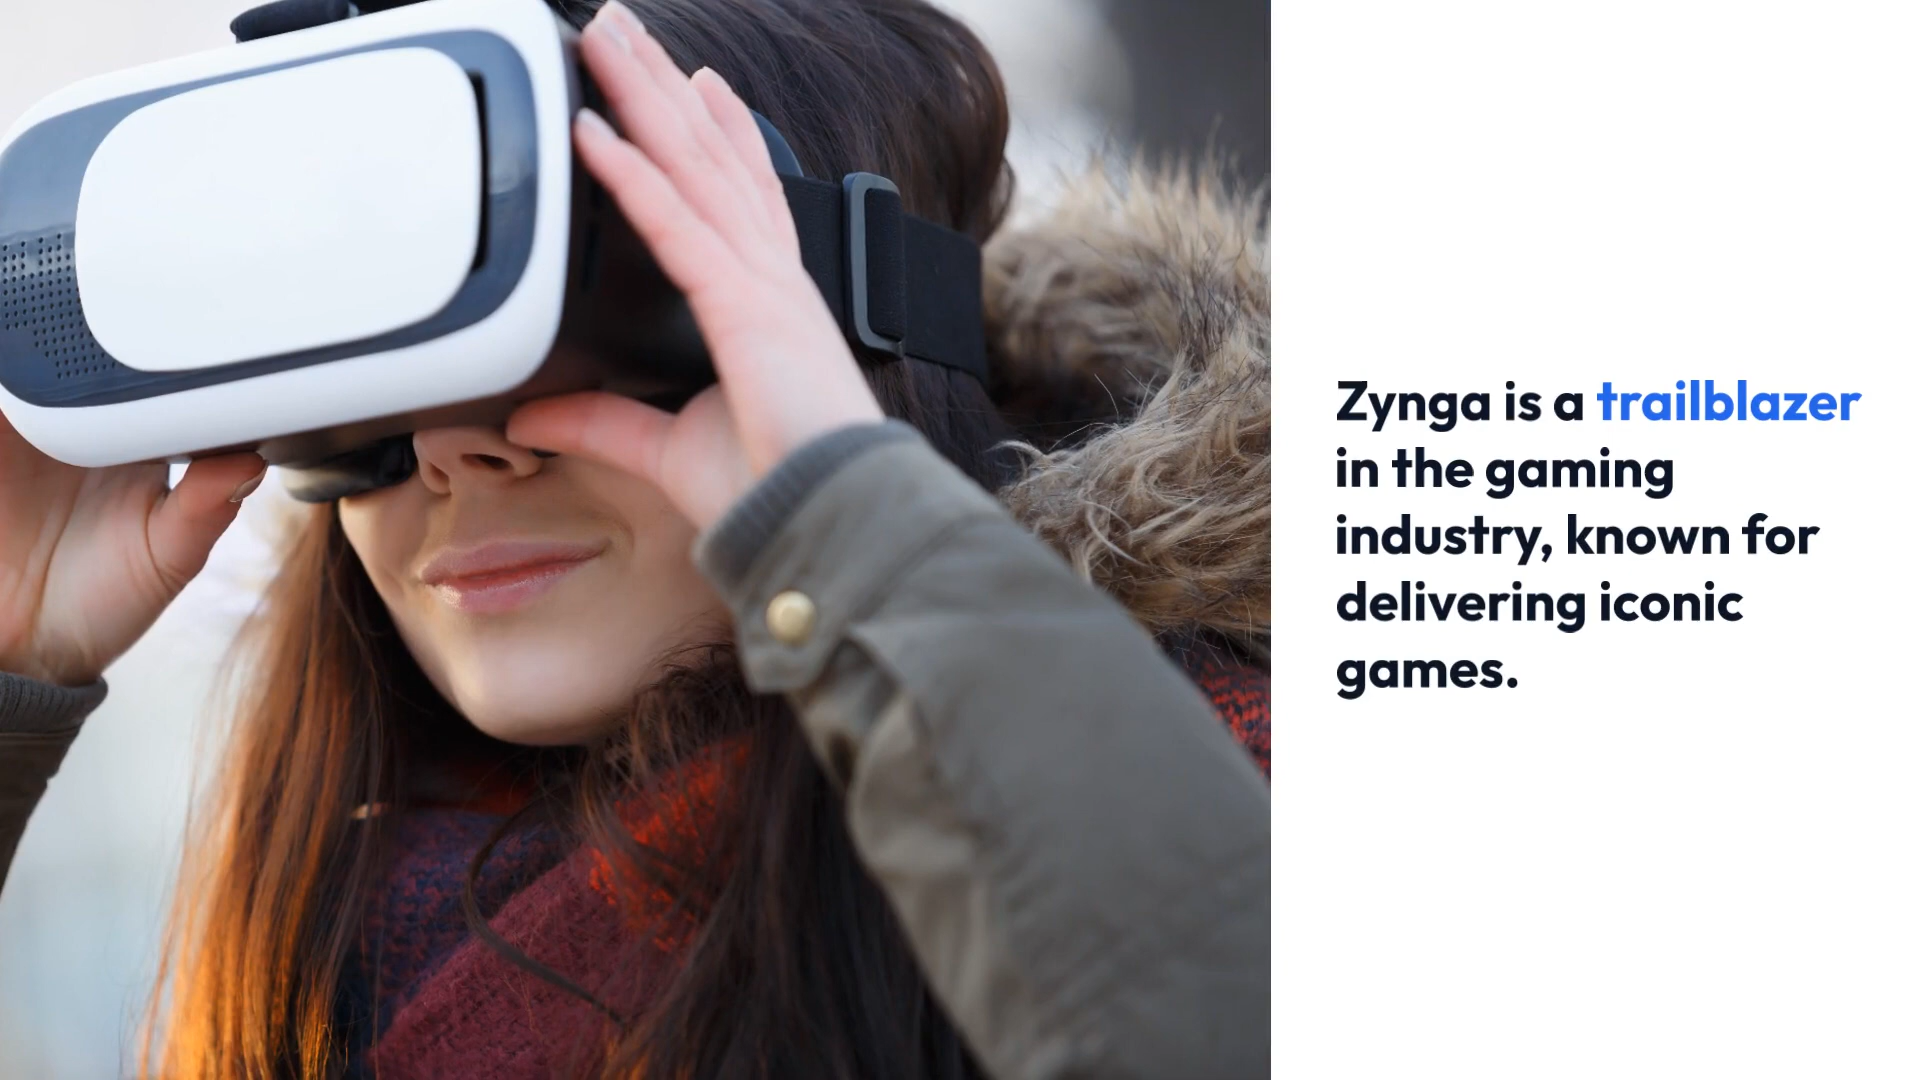 Zynga is a trailblazer
in the gaming
industry, known for
delivering iconic
games.